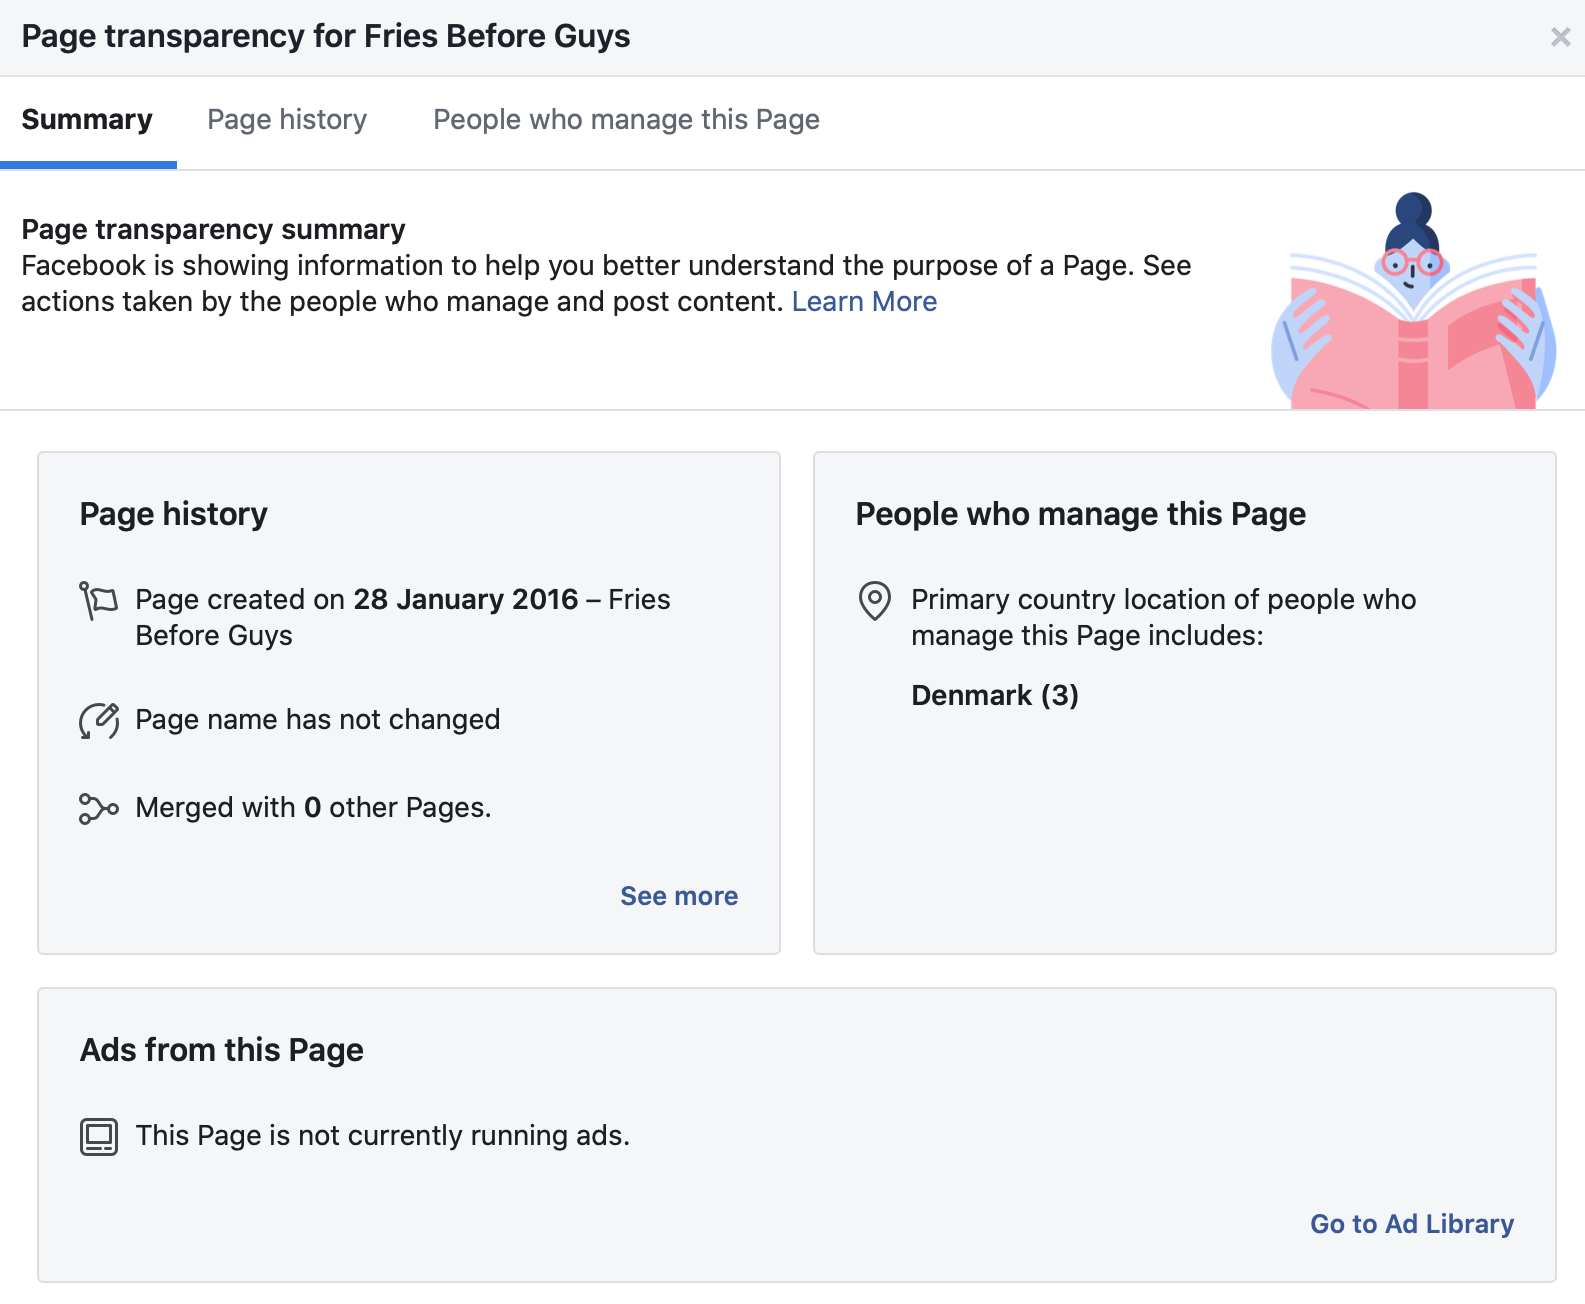 Page transparency for Fries Before Guys
Summary
Page history
People who manage this Page
Page transparency summary
Facebook is showing information to help you better understand the purpose of a Page. See
actions taken by the people who manage and post content. Learn More
Page history
Page created on 28 January 2016 – Fries
Before Guys
Page name has not changed
Merged with 0 other Pages.
See more
People who manage this Page
Primary country location of people who
manage this Page includes:
Denmark (3)
Ads from this Page
This Page is not currently running ads.
Go to Ad Library